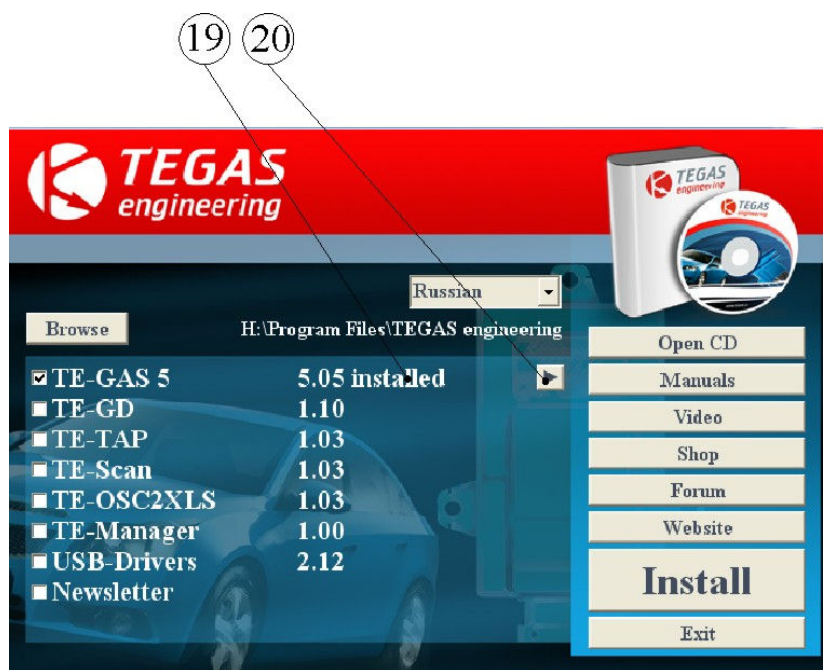 19 20
TEGAS
engineering
TEGAS
engineering
TEGAS
engineering
Russian
Browse H:\Program Files\TEGAS engineering
TE-GAS 5 5.05 installed
TE-GD 1.10
TE-TAP 1.03
TE-Scan 1.03
TE-OSC2XLS 1.03
TE-Manager 1.00
USB-Drivers 2.12
Newsletter
Open CD
Manuals
Video
Shop
Forum
Website
Install
Exit